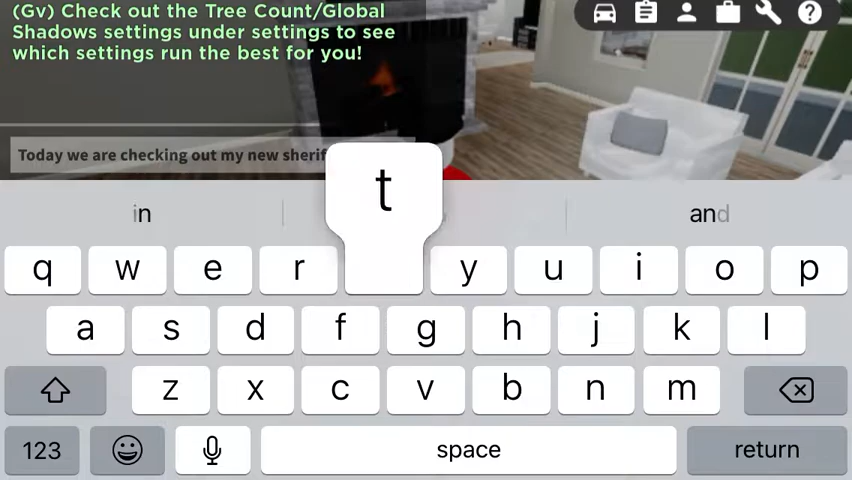 (Gv) Check out the Tree Count/Global
Shadows settings under settings to see
which settings run the best for you!
Today we are checking out my new sherif
t
in and
q w e r y u i o p
a s d f g h j k l
z x c v b n m
123 space return